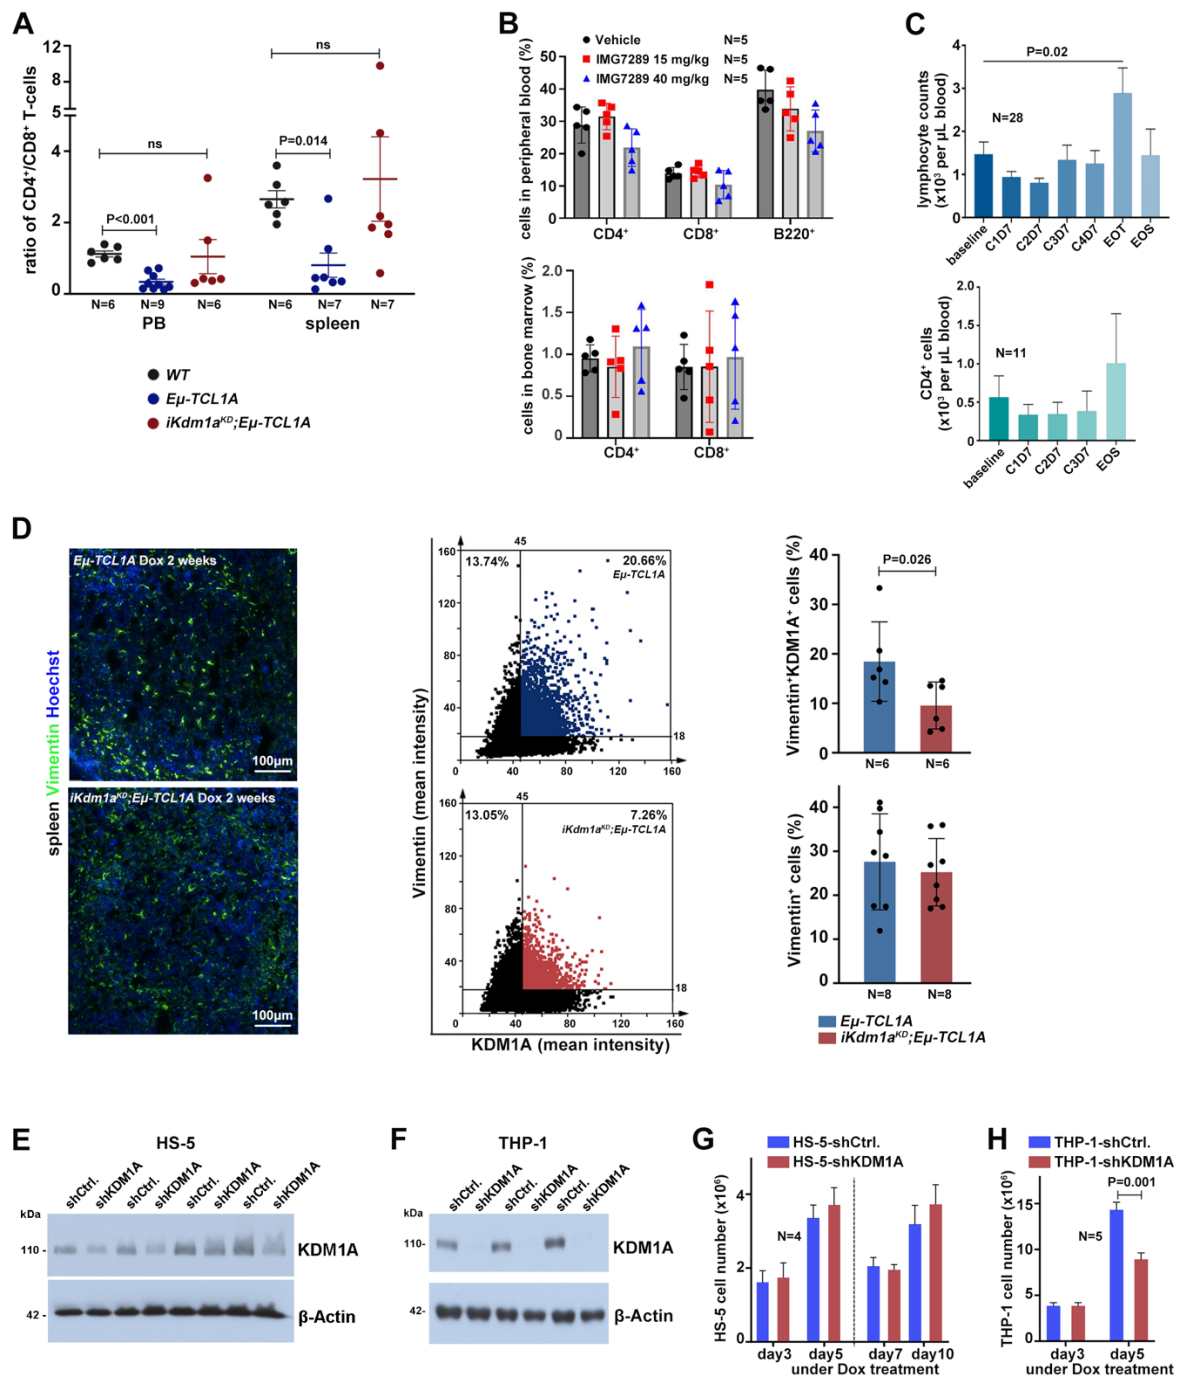 A
ratio of CD4⁺/CD8⁺ T-cells
12
10
8
5
4
2
0
ns
P<0.001
ns
P=0.014
N=6
N=9
N=6
N=6
N=7
N=7
PB
spleen
WT
Eμ-TCL1A
iKdm1aᴷᴰ;Eμ-TCL1A
B
Vehicle N=5
IMG7289 15 mg/kg N=5
IMG7289 40 mg/kg N=5
cells in peripheral blood (%)
50
40
30
20
10
0
CD4⁺
CD8⁺
B220⁺
cells in bone marrow (%)
2.0
1.5
1.0
0.5
0.0
CD4⁺
CD8⁺
C
lymphocyte counts
(x10³ per μL blood)
4
3
2
1
0
P=0.02
N=28
baseline
C1D7
C2D7
C3D7
C4D7
EOT
EOS
CD4⁺ cells
(x10³ per μL blood)
2.0
1.5
1.0
0.5
0
N=11
baseline
C1D7
C2D7
C3D7
EOS
D
spleen Vimentin Hoechst
Eμ-TCL1A Dox 2 weeks
100μm
iKdm1aᴷᴰ;Eμ-TCL1A Dox 2 weeks
100μm
Vimentin (mean intensity)
45
160
120
80
40
13.74%
20.66%
Eμ-TCL1A
18
0
40
80
120
160
45
160
120
80
40
13.05%
7.26%
iKdm1aᴷᴰ;Eμ-TCL1A
18
0
40
80
120
160
KDM1A (mean intensity)
Vimentin⁺KDM1A⁺ cells (%)
40
30
20
10
0
P=0.026
N=6
N=6
Vimentin⁺ cells (%)
40
30
20
10
0
N=8
N=8
Eμ-TCL1A
iKdm1aᴷᴰ;Eμ-TCL1A
E
HS-5
shCtrl.
shKDM1A
shCtrl.
shKDM1A
shCtrl.
shKDM1A
shCtrl.
shKDM1A
kDa
110
KDM1A
42
β-Actin
F
THP-1
shCtrl.
shKDM1A
shCtrl.
shKDM1A
shCtrl.
shKDM1A
kDa
110
KDM1A
42
β-Actin
G
HS-5-shCtrl.
HS-5-shKDM1A
HS-5 cell number (x10⁶)
4
2
0
N=4
day3
day5
day7
day10
under Dox treatment
H
THP-1-shCtrl.
THP-1-shKDM1A
THP-1 cell number (x10⁶)
15
10
5
0
P=0.001
N=5
day3
day5
under Dox treatment